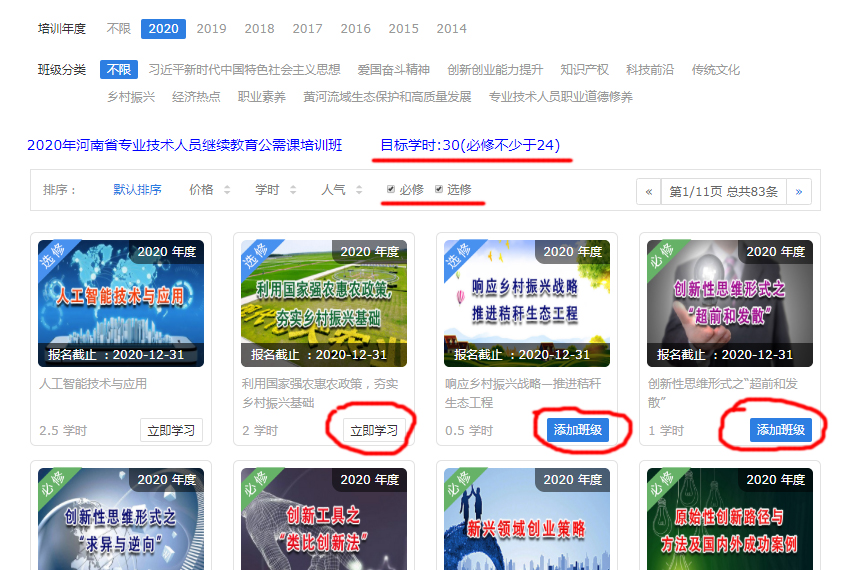 培训年度 不限 2020 2019 2018 2017 2016 2015 2014
班级分类 不限 习近平新时代中国特色社会主义思想 爱国奋斗精神 创新创业能力提升 知识产权 科技前沿 传统文化
乡村振兴 经济热点 职业素养 黄河流域生态保护和高质量发展 专业技术人员职业道德修养
2020年河南省专业技术人员继续教育公需课培训班 目标学时:30(必修不少于24)
排序： 默认排序 价格 学时 人气 必修 选修 « 第1/11页 总共83条 »
选修 2020 年度
人工智能技术与应用
报名截止 ：2020-12-31
人工智能技术与应用
2.5 学时 立即学习
选修 2020 年度
利用国家强农惠农政策,
夯实乡村振兴基础
报名截止 ：2020-12-31
利用国家强农惠农政策，夯实
乡村振兴基础
2 学时 立即学习
选修 2020 年度
响应乡村振兴战略
推进秸秆生态工程
报名截止 ：2020-12-31
响应乡村振兴战略—推进秸秆
生态工程
0.5 学时 添加班级
必修 2020 年度
创新性思维形式之
“超前和发散”
报名截止 ：2020-12-31
创新性思维形式之“超前和发
散”
1 学时 添加班级
必修 2020 年度
创新性思维形式之
“求异与逆向”
必修 2020 年度
创新工具之
“类比创新法”
必修 2020 年度
新兴领域创业策略
必修 2020 年度
原始性创新路径与
方法及国内外成功案例